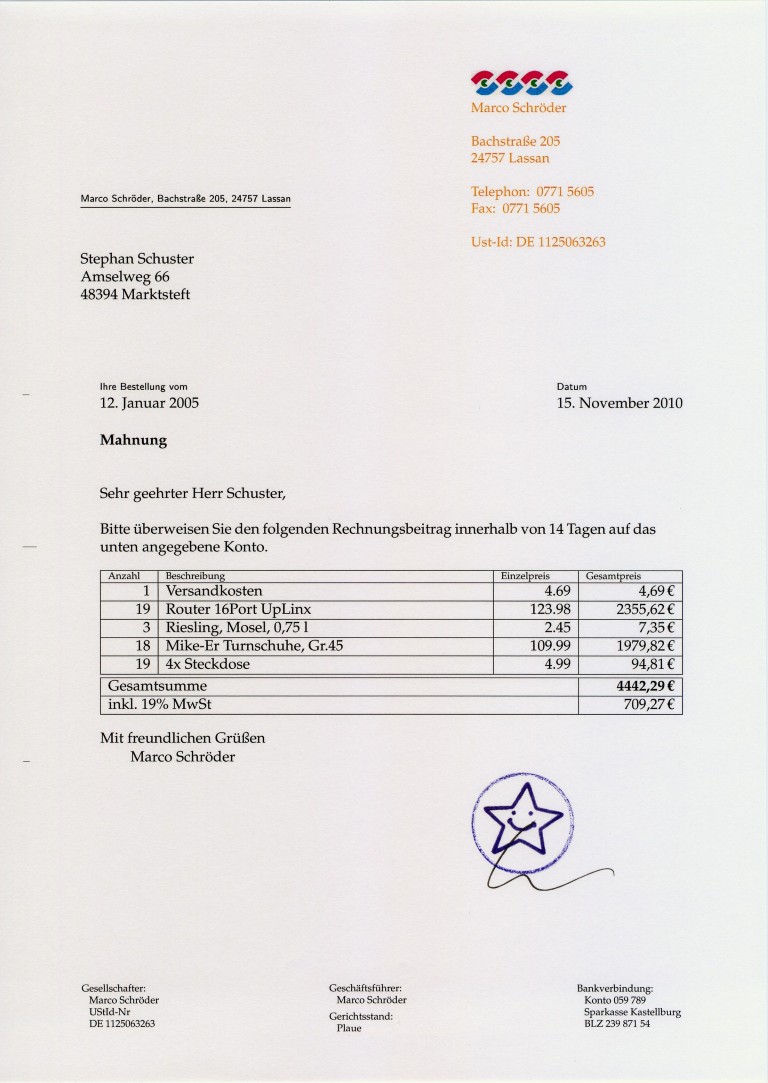 Marco Schröder
Bachstraße 205
24757 Lassan
Telephon: 0771 5605
Fax: 0771 5605
Ust-Id: DE 1125063263
Marco Schröder, Bachstraße 205, 24757 Lassan
Stephan Schuster
Amselweg 66
48394 Marktsteft
Ihre Bestellung vom Datum
12. Januar 2005 15. November 2010
Mahnung
Sehr geehrter Herr Schuster,
Bitte überweisen Sie den folgenden Rechnungsbeitrag innerhalb von 14 Tagen auf das
unten angegebene Konto.
Anzahl Beschreibung Einzelpreis Gesamtpreis
1 Versandkosten 4.69 4,69 €
19 Router 16Port UpLinx 123.98 2355,62 €
3 Riesling, Mosel, 0,75 l 2.45 7,35 €
18 Mike-Er Turnschuhe, Gr.45 109.99 1979,82 €
19 4x Steckdose 4.99 94,81 €
Gesamtsumme 4442,29 €
inkl. 19% MwSt 709,27 €
Mit freundlichen Grüßen
Marco Schröder
Gesellschafter:
Marco Schröder
UStId-Nr
DE 1125063263
Geschäftsführer:
Marco Schröder
Gerichtsstand:
Plaue
Bankverbindung:
Konto 059 789
Sparkasse Kastellburg
BLZ 239 871 54